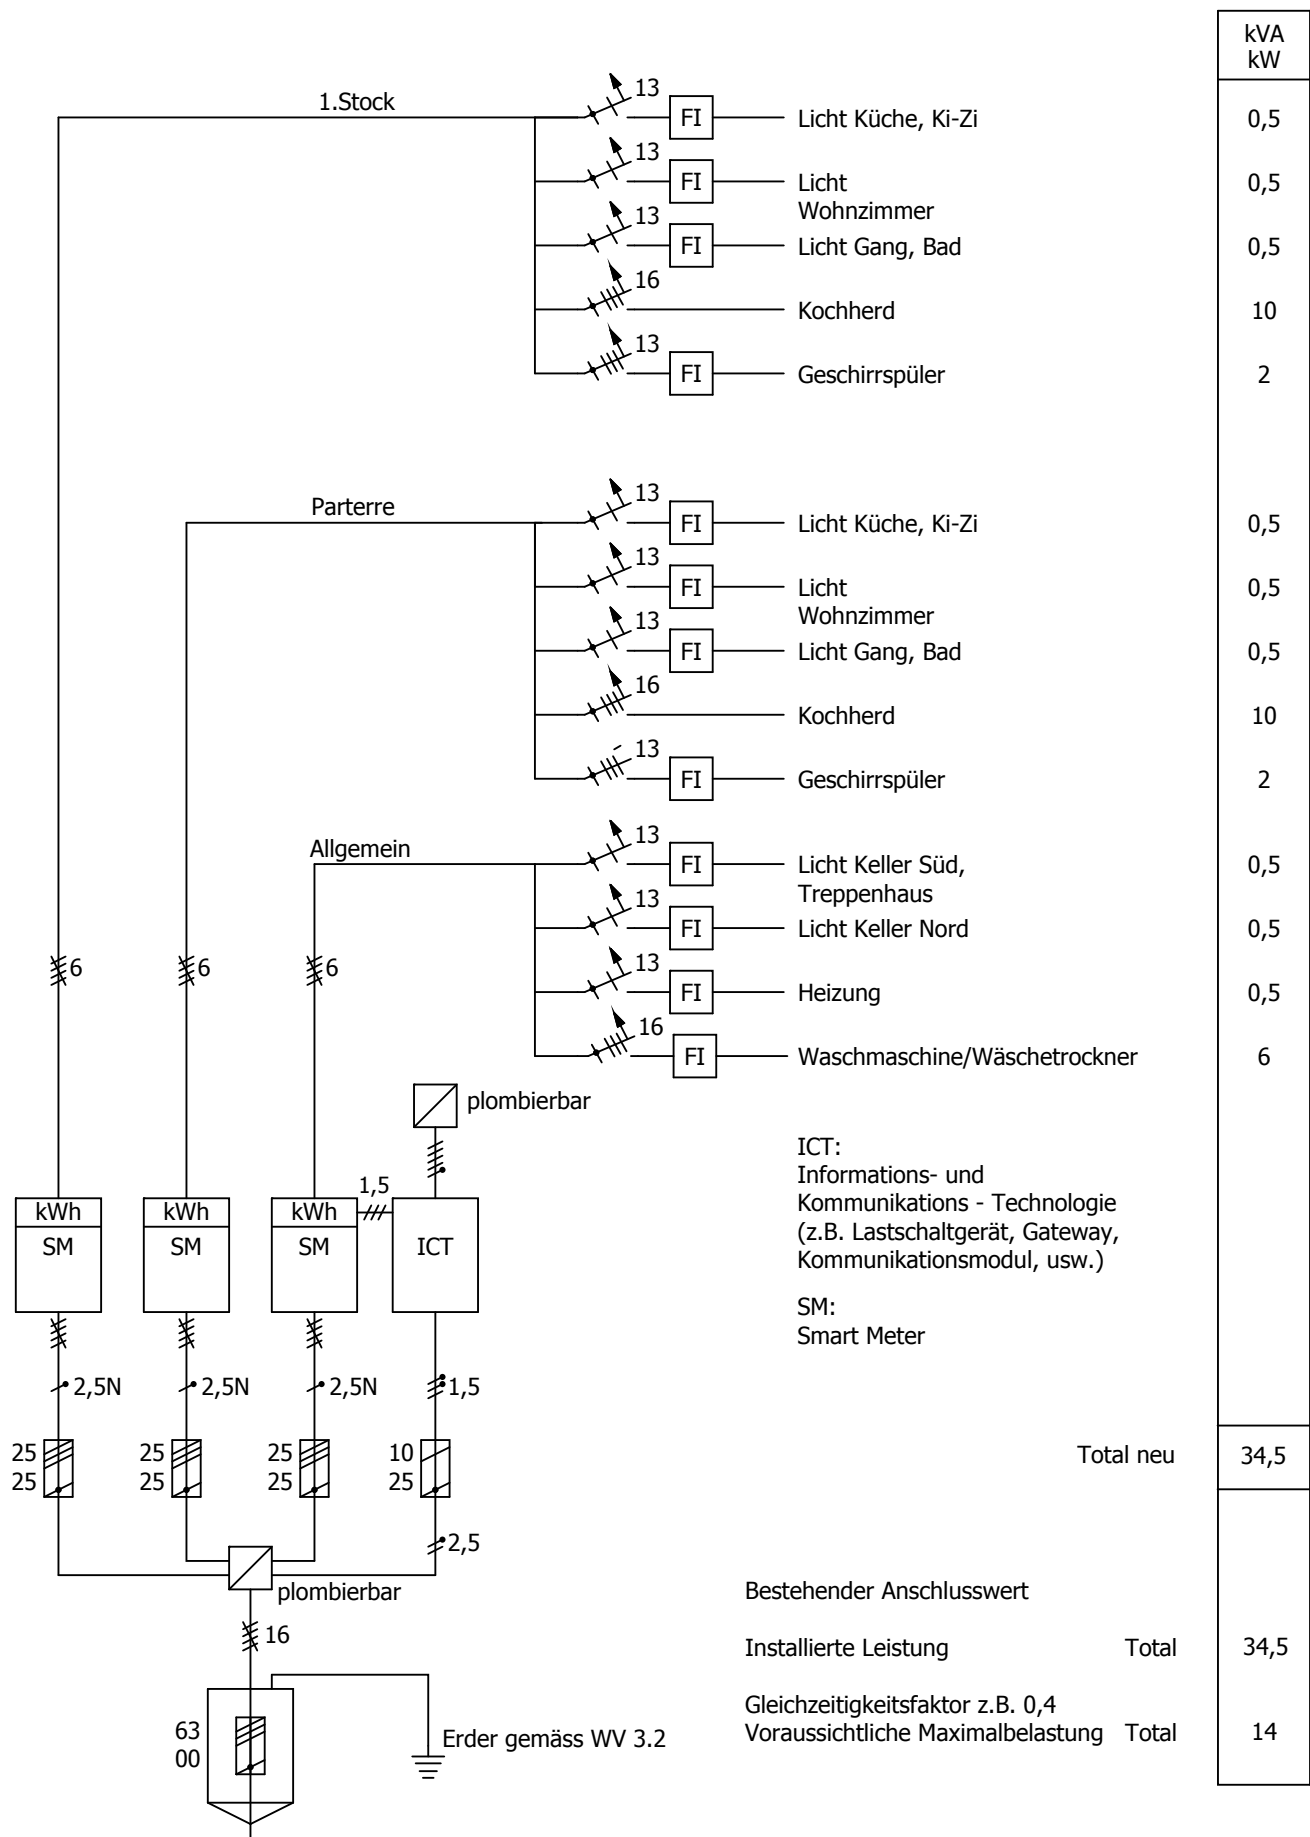 kVA
kW
1.Stock
13
FI
Licht Küche, Ki-Zi
0,5
13
FI
Licht
Wohnzimmer
0,5
13
FI
Licht Gang, Bad
0,5
16
Kochherd
10
13
FI
Geschirrspüler
2
Parterre
13
FI
Licht Küche, Ki-Zi
0,5
13
FI
Licht
Wohnzimmer
0,5
13
FI
Licht Gang, Bad
0,5
16
Kochherd
10
13
FI
Geschirrspüler
2
Allgemein
13
FI
Licht Keller Süd,
Treppenhaus
0,5
13
FI
Licht Keller Nord
0,5
6
6
6
13
FI
Heizung
0,5
16
FI
Waschmaschine/Wäschetrockner
6
plombierbar
ICT:
Informations- und
Kommunikations - Technologie
(z.B. Lastschaltgerät, Gateway,
Kommunikationsmodul, usw.)
SM:
Smart Meter
1,5
kWh
SM
kWh
SM
kWh
SM
ICT
2,5N
2,5N
2,5N
1,5
25
25
25
25
25
25
10
25
Total neu
34,5
2,5
plombierbar
16
Bestehender Anschlusswert
Installierte Leistung Total
34,5
Gleichzeitigkeitsfaktor z.B. 0,4
Voraussichtliche Maximalbelastung Total
14
63
00
Erder gemäss WV 3.2